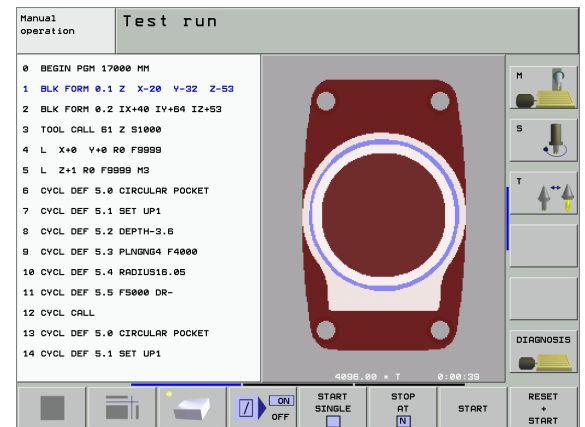 Manual
operation
Test run
0 BEGIN PGM 17000 MM
1 BLK FORM 0.1 Z X-20 Y-32 Z-53
2 BLK FORM 0.2 IX+40 IY+64 IZ+53
3 TOOL CALL 61 Z S1000
4 L X+0 Y+0 R0 F9999
5 L Z+1 R0 F9999 M3
6 CYCL DEF 5.0 CIRCULAR POCKET
7 CYCL DEF 5.1 SET UP1
8 CYCL DEF 5.2 DEPTH-3.6
9 CYCL DEF 5.3 PLNGNG4 F4000
10 CYCL DEF 5.4 RADIUS16.05
11 CYCL DEF 5.5 F5000 DR-
12 CYCL CALL
13 CYCL DEF 5.0 CIRCULAR POCKET
14 CYCL DEF 5.1 SET UP1
4096.00 * T 0:00:39
M
S
T
DIAGNOSIS
ON
OFF
START
SINGLE
STOP
AT
N
START
RESET
+
START